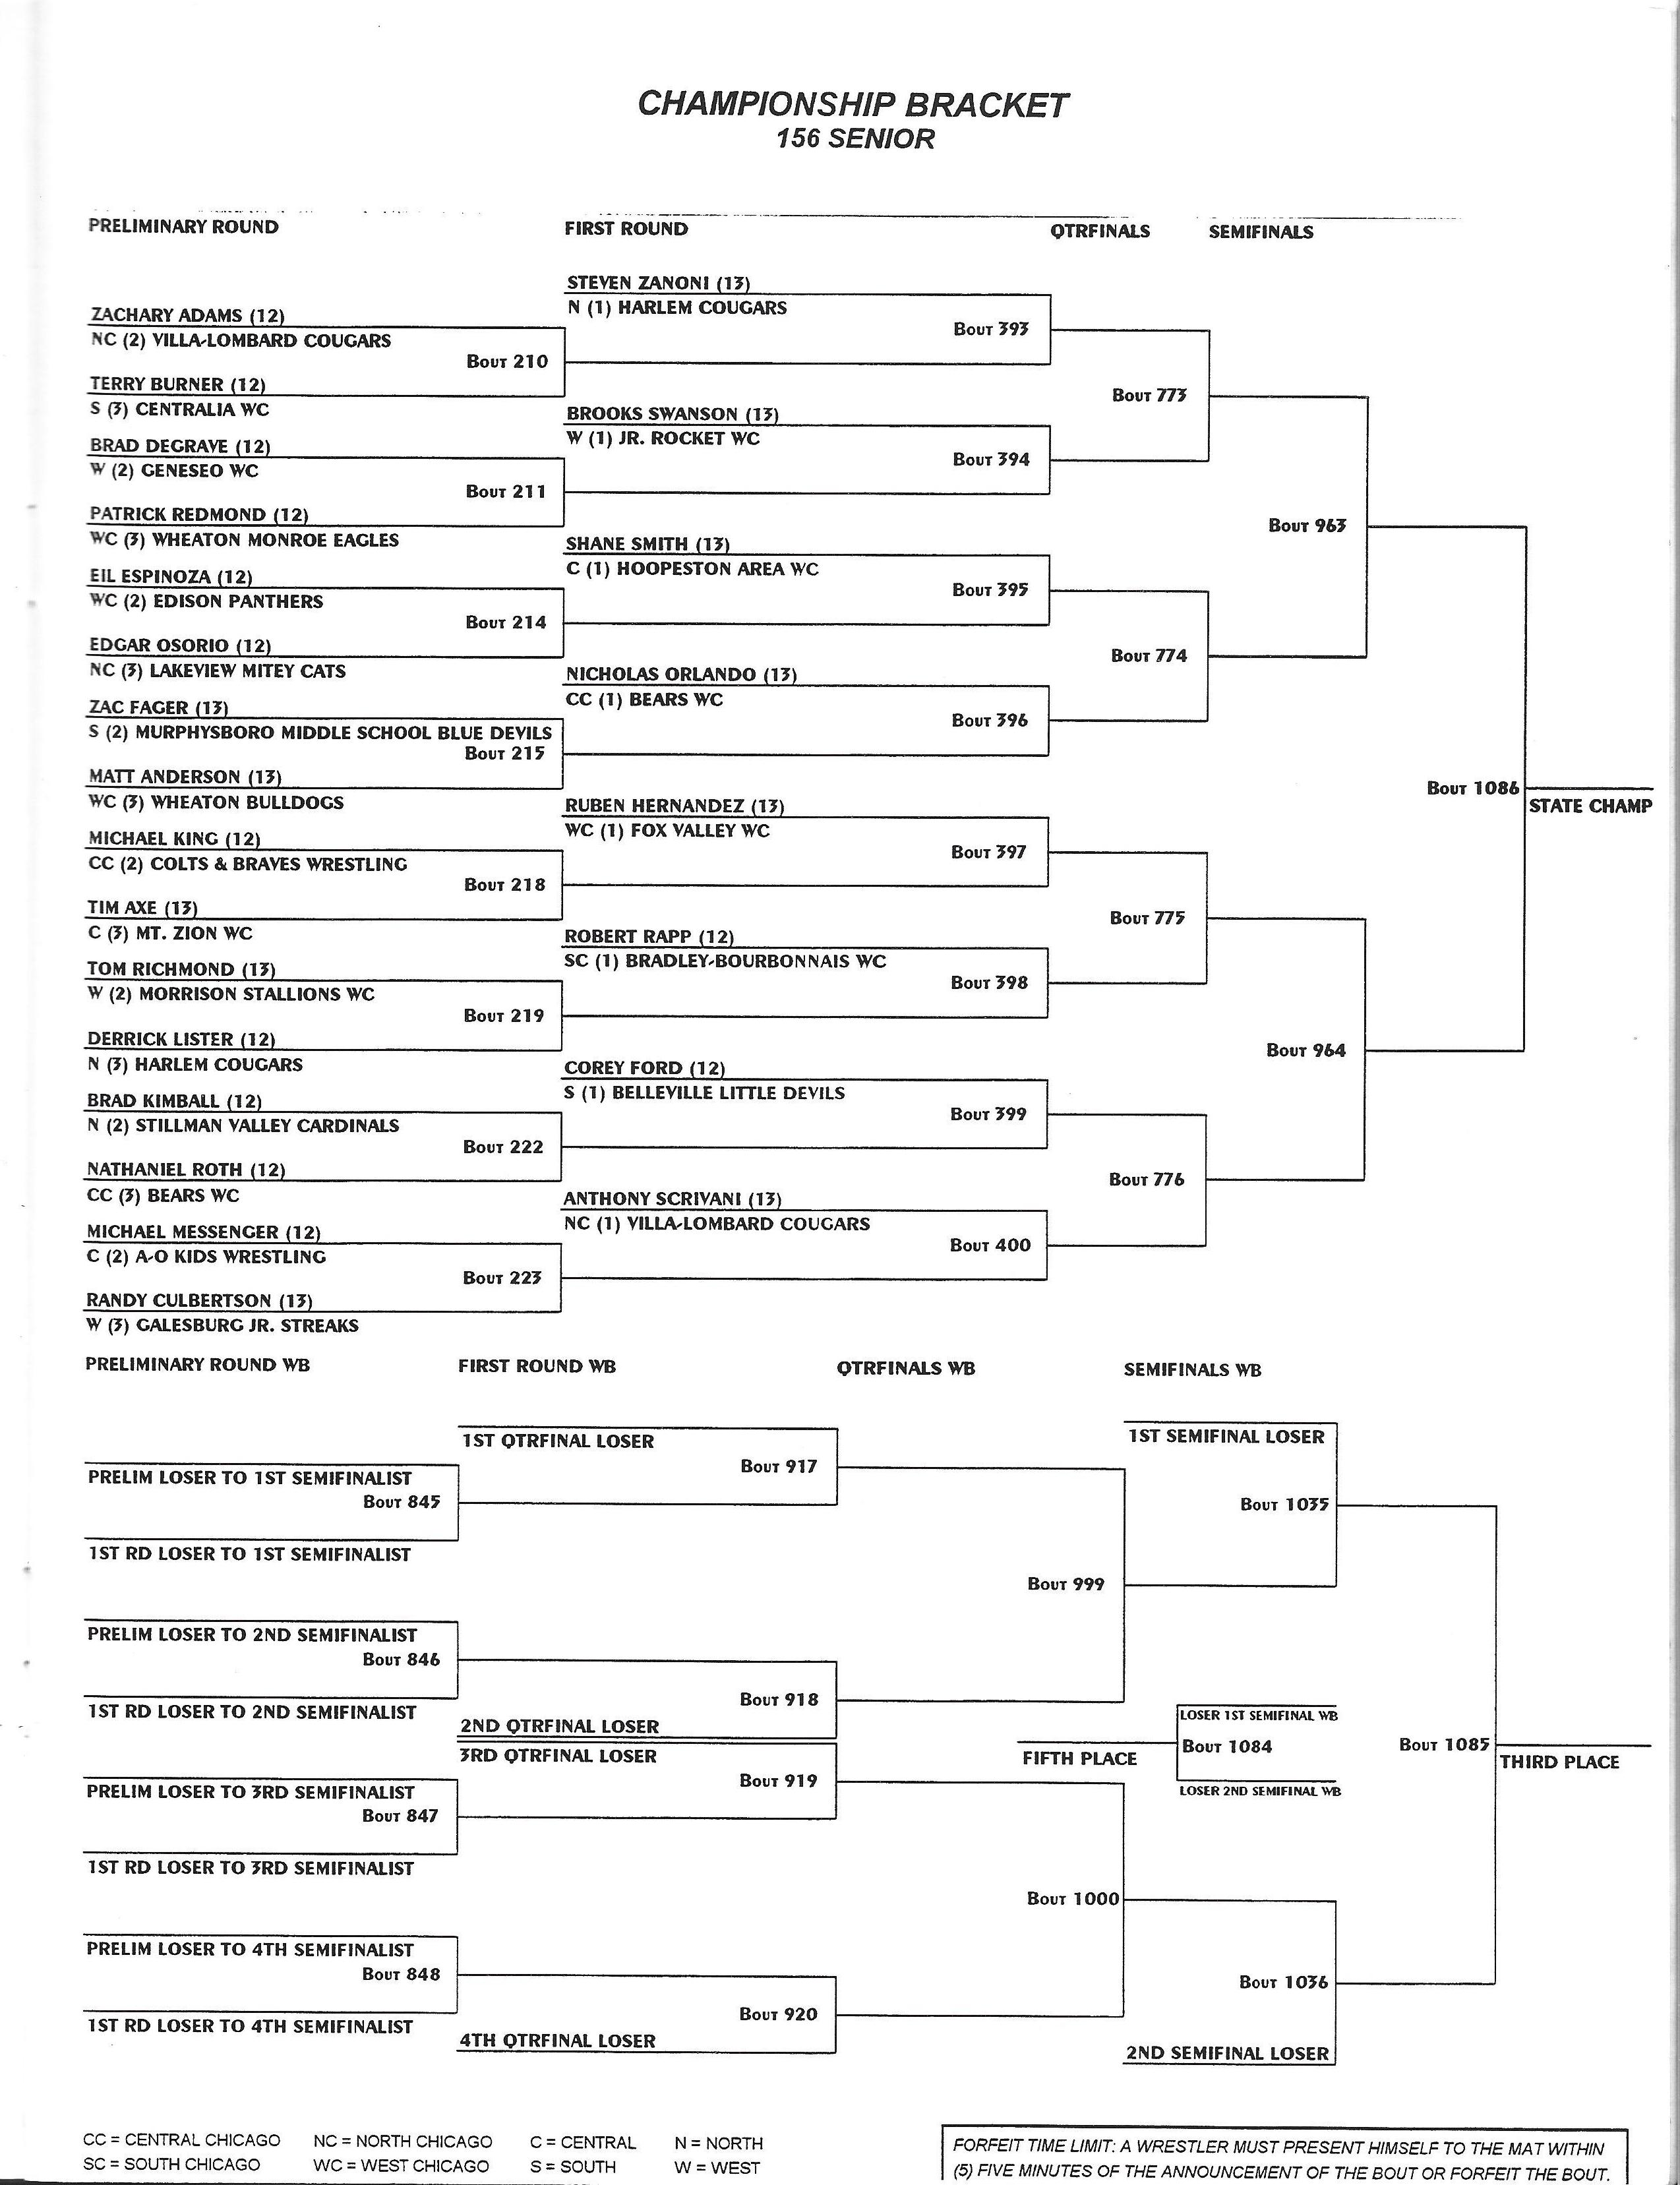 CHAMPIONSHIP BRACKET
156 SENIOR
PRELIMINARY ROUND
FIRST ROUND
QTRFINALS
SEMIFINALS
STEVEN ZANONI (13)
N (1) HARLEM COUGARS
BOUT 393
ZACHARY ADAMS (12)
NC (2) VILLA-LOMBARD COUGARS
BOUT 210
TERRY BURNER (12)
S (3) CENTRALIA WC
BOUT 773
BROOKS SWANSON (13)
W (1) JR. ROCKET WC
BOUT 394
BRAD DEGRAVE (12)
W (2) GENESEO WC
BOUT 211
PATRICK REDMOND (12)
WC (3) WHEATON MONROE EAGLES
BOUT 963
SHANE SMITH (13)
C (1) HOOPESTON AREA WC
BOUT 395
EIL ESPINOZA (12)
WC (2) EDISON PANTHERS
BOUT 214
EDGAR OSORIO (12)
NC (3) LAKEVIEW MITEY CATS
BOUT 774
NICHOLAS ORLANDO (13)
CC (1) BEARS WC
BOUT 396
ZAC FAGER (13)
S (2) MURPHYSBORO MIDDLE SCHOOL BLUE DEVILS
BOUT 215
MATT ANDERSON (13)
WC (3) WHEATON BULLDOGS
BOUT 1086
STATE CHAMP
RUBEN HERNANDEZ (13)
WC (1) FOX VALLEY WC
BOUT 397
MICHAEL KING (12)
CC (2) COLTS & BRAVES WRESTLING
BOUT 218
TIM AXE (13)
C (3) MT. ZION WC
BOUT 775
ROBERT RAPP (12)
SC (1) BRADLEY-BOURBONNAIS WC
BOUT 398
TOM RICHMOND (13)
W (2) MORRISON STALLIONS WC
BOUT 219
DERRICK LISTER (12)
N (3) HARLEM COUGARS
BOUT 964
COREY FORD (12)
S (1) BELLEVILLE LITTLE DEVILS
BOUT 399
BRAD KIMBALL (12)
N (2) STILLMAN VALLEY CARDINALS
BOUT 222
NATHANIEL ROTH (12)
CC (3) BEARS WC
BOUT 776
ANTHONY SCRIVANI (13)
NC (1) VILLA-LOMBARD COUGARS
BOUT 400
MICHAEL MESSENGER (12)
C (2) A-O KIDS WRESTLING
BOUT 223
RANDY CULBERTSON (13)
W (3) GALESBURG JR. STREAKS
PRELIMINARY ROUND WB
FIRST ROUND WB
QTRFINALS WB
SEMIFINALS WB
1ST QTRFINAL LOSER
BOUT 917
1ST SEMIFINAL LOSER
PRELIM LOSER TO 1ST SEMIFINALIST
BOUT 845
1ST RD LOSER TO 1ST SEMIFINALIST
BOUT 1035
BOUT 999
PRELIM LOSER TO 2ND SEMIFINALIST
BOUT 846
1ST RD LOSER TO 2ND SEMIFINALIST
BOUT 918
2ND QTRFINAL LOSER
LOSER 1ST SEMIFINAL WB
BOUT 1084
FIFTH PLACE
LOSER 2ND SEMIFINAL WB
BOUT 1085
THIRD PLACE
3RD QTRFINAL LOSER
BOUT 919
PRELIM LOSER TO 3RD SEMIFINALIST
BOUT 847
1ST RD LOSER TO 3RD SEMIFINALIST
BOUT 1000
PRELIM LOSER TO 4TH SEMIFINALIST
BOUT 848
1ST RD LOSER TO 4TH SEMIFINALIST
BOUT 920
4TH QTRFINAL LOSER
BOUT 1036
2ND SEMIFINAL LOSER
CC = CENTRAL CHICAGO NC = NORTH CHICAGO C = CENTRAL N = NORTH
SC = SOUTH CHICAGO WC = WEST CHICAGO S = SOUTH W = WEST
FORFEIT TIME LIMIT: A WRESTLER MUST PRESENT HIMSELF TO THE MAT WITHIN
(5) FIVE MINUTES OF THE ANNOUNCEMENT OF THE BOUT OR FORFEIT THE BOUT.